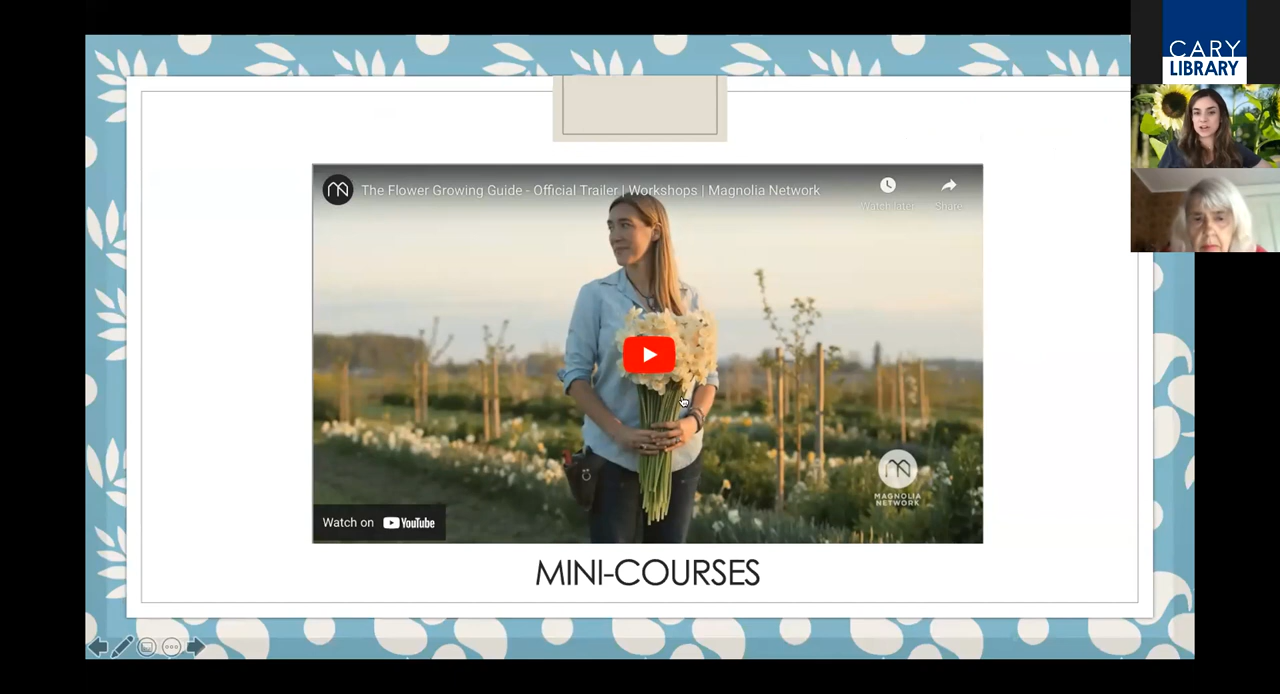 CARY
LIBRARY
The Flower Growing Guide - Official Trailer | Workshops | Magnolia Network
Watch later
Share
MAGNOLIA
NETWORK
Watch on YouTube
MINI-COURSES